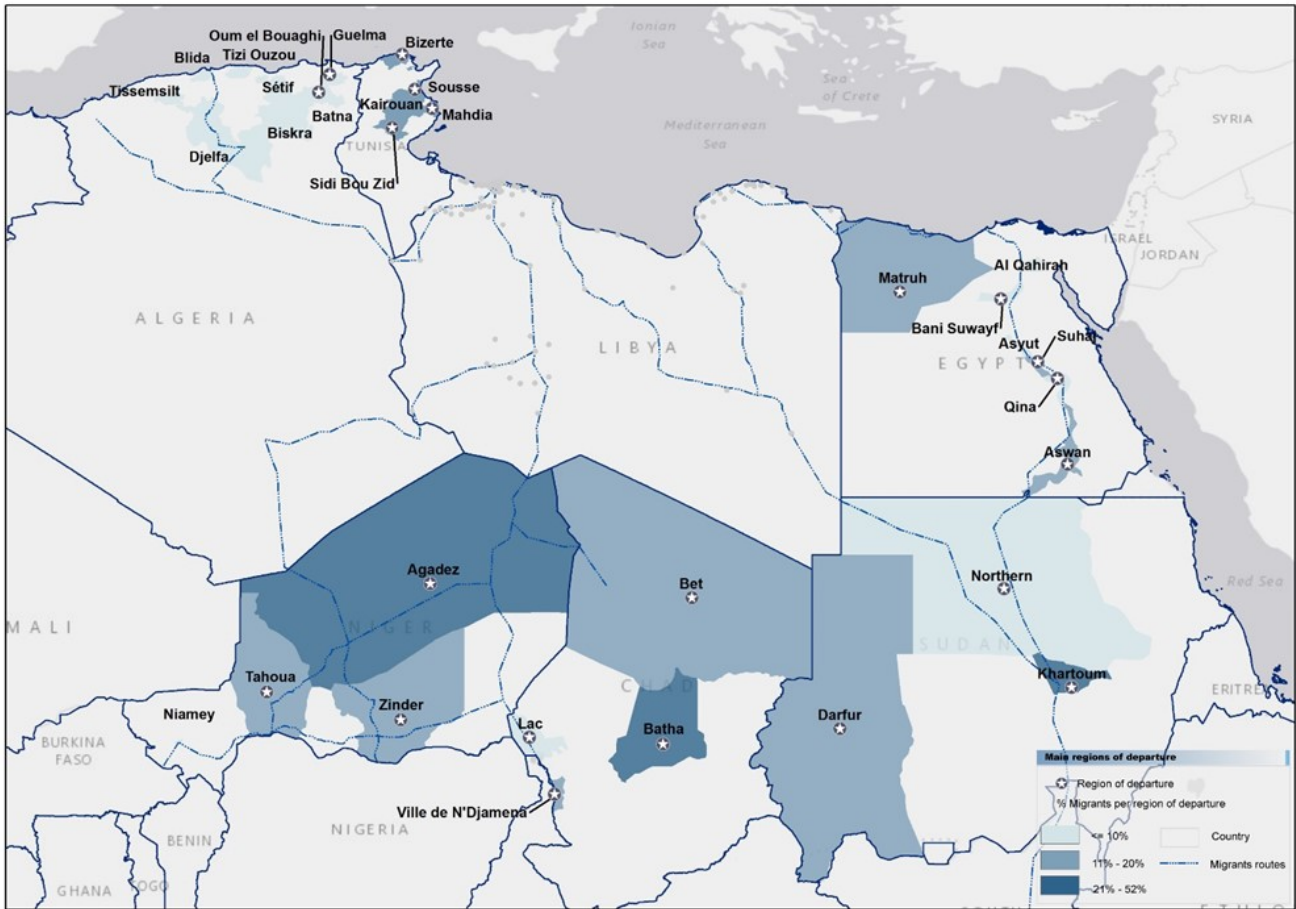 Oum el Bouaghi
Guelma
Bizerte
Blida
Tizi Ouzou
Tissemsilt
Sétif
Sousse
Kairouan
Mahdia
Batna
Biskra
TUNISIA
Djelfa
Sidi Bou Zid
Ionian
Sea
Sea
of Crete
Mediterranean
Sea
SYRIA
ISRAEL
JORDAN
Matruh
Al Qahirah
Bani Suwayf
Suhaj
Asyut
EGYPT
Qina
Aswan
ALGERIA
LIBYA
Agadez
Bet
Northern
Red Sea
MALI
NIGER
SUDAN
Tahoua
CHAD
Khartoum
ERITREA
Niamey
Zinder
Lac
Batha
Darfur
BURKINA
FASO
Ville de N'Djamena
NIGERIA
BENIN
GHANA
TOGO
Main regions of departure
Region of departure
% Migrants per region of departure
<= 10%
Country
11% - 20%
Migrants routes
21% - 52%